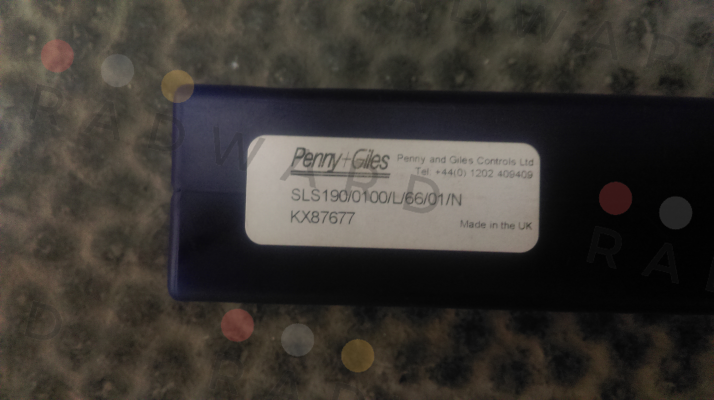 Penny+Giles
Penny and Giles Controls Ltd
Tel: +44(0) 1202 409409
SLS190/0100/L/66/01/N
KX87677
Made in the UK